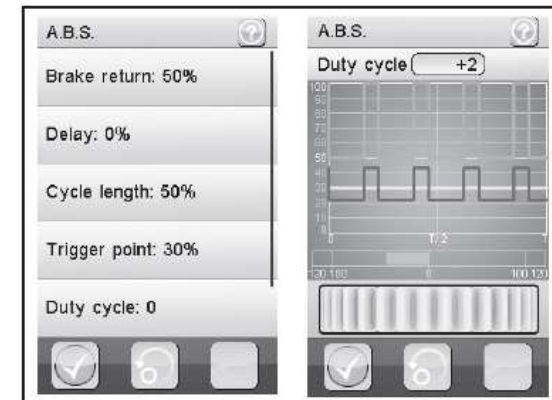 A.B.S.
Brake return: 50%
Delay: 0%
Cycle length: 50%
Trigger point: 30%
Duty cycle: 0
A.B.S.
Duty cycle +2
100
90
80
70
60
50
40
30
20
10
0
0 T/2 T
120 100 0 100 120